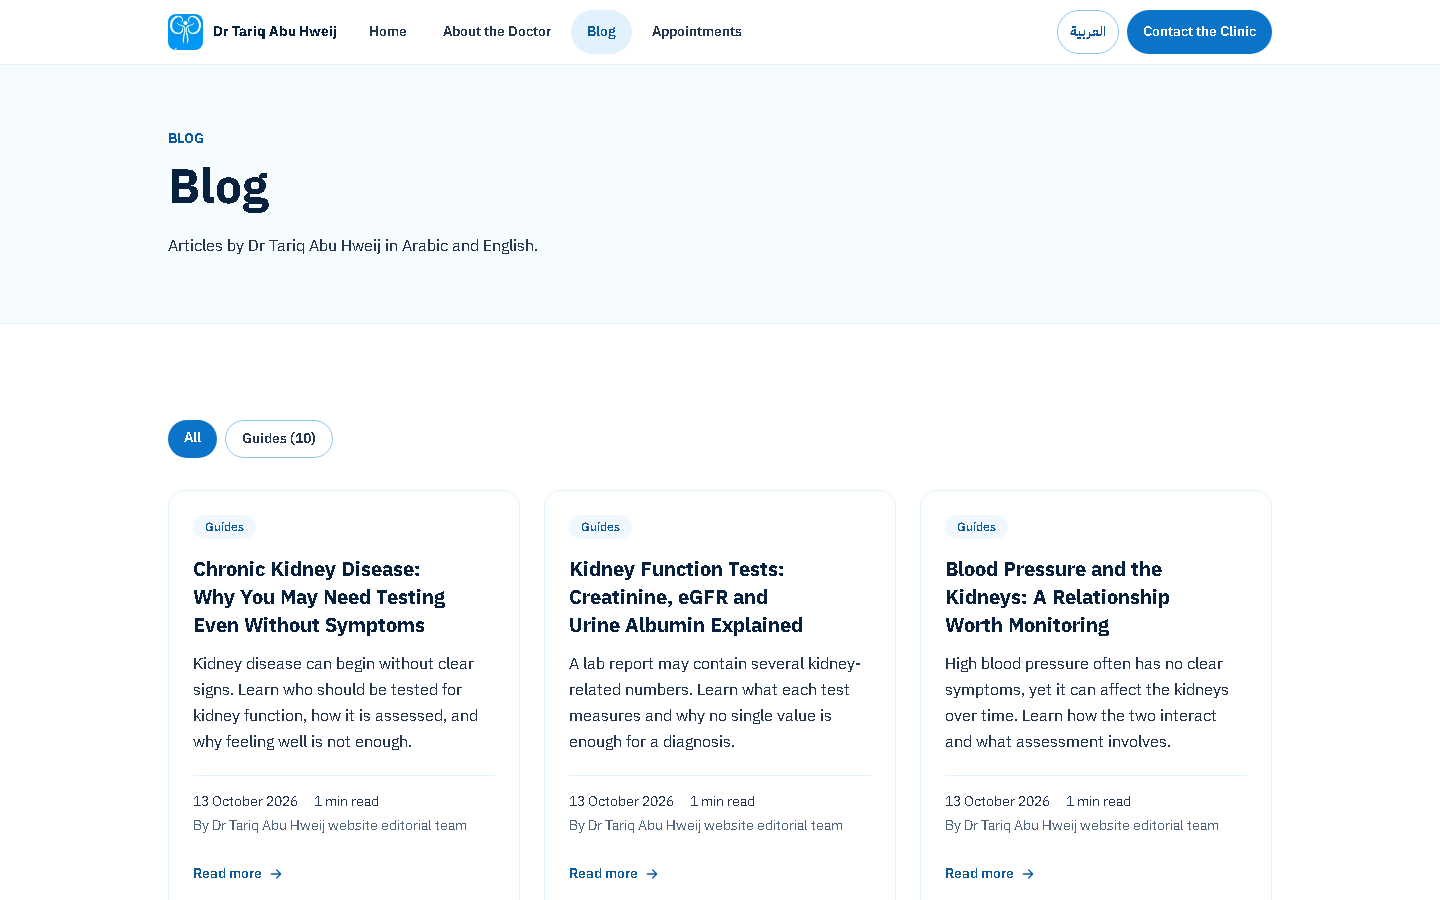 Dr Tariq Abu Hweij
Home
About the Doctor
Blog
Appointments
العربية
Contact the Clinic
BLOG
Blog
Articles by Dr Tariq Abu Hweij in Arabic and English.
All
Guides (10)
Guides
Chronic Kidney Disease:
Why You May Need Testing
Even Without Symptoms
Kidney disease can begin without clear
signs. Learn who should be tested for
kidney function, how it is assessed, and
why feeling well is not enough.
13 October 2026 1 min read
By Dr Tariq Abu Hweij website editorial team
Read more →
Guides
Kidney Function Tests:
Creatinine, eGFR and
Urine Albumin Explained
A lab report may contain several kidney-
related numbers. Learn what each test
measures and why no single value is
enough for a diagnosis.
13 October 2026 1 min read
By Dr Tariq Abu Hweij website editorial team
Read more →
Guides
Blood Pressure and the
Kidneys: A Relationship
Worth Monitoring
High blood pressure often has no clear
symptoms, yet it can affect the kidneys
over time. Learn how the two interact
and what assessment involves.
13 October 2026 1 min read
By Dr Tariq Abu Hweij website editorial team
Read more →